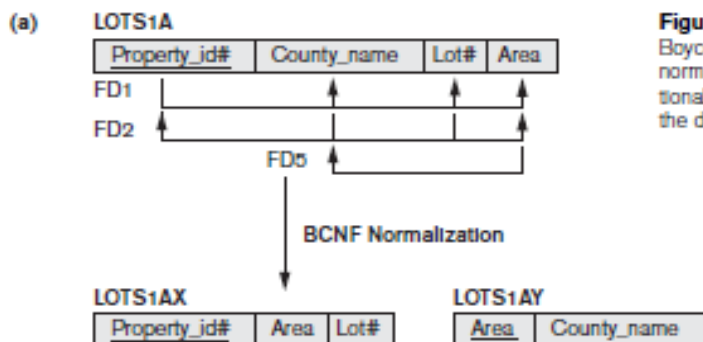 (a) LOTS1A
Property_id# County_name Lot# Area
FD1
FD2
FD5
BCNF Normalization
LOTS1AX LOTS1AY
Property_id# Area Lot# Area County_name
Figu
Boyc
norm
tional
the d